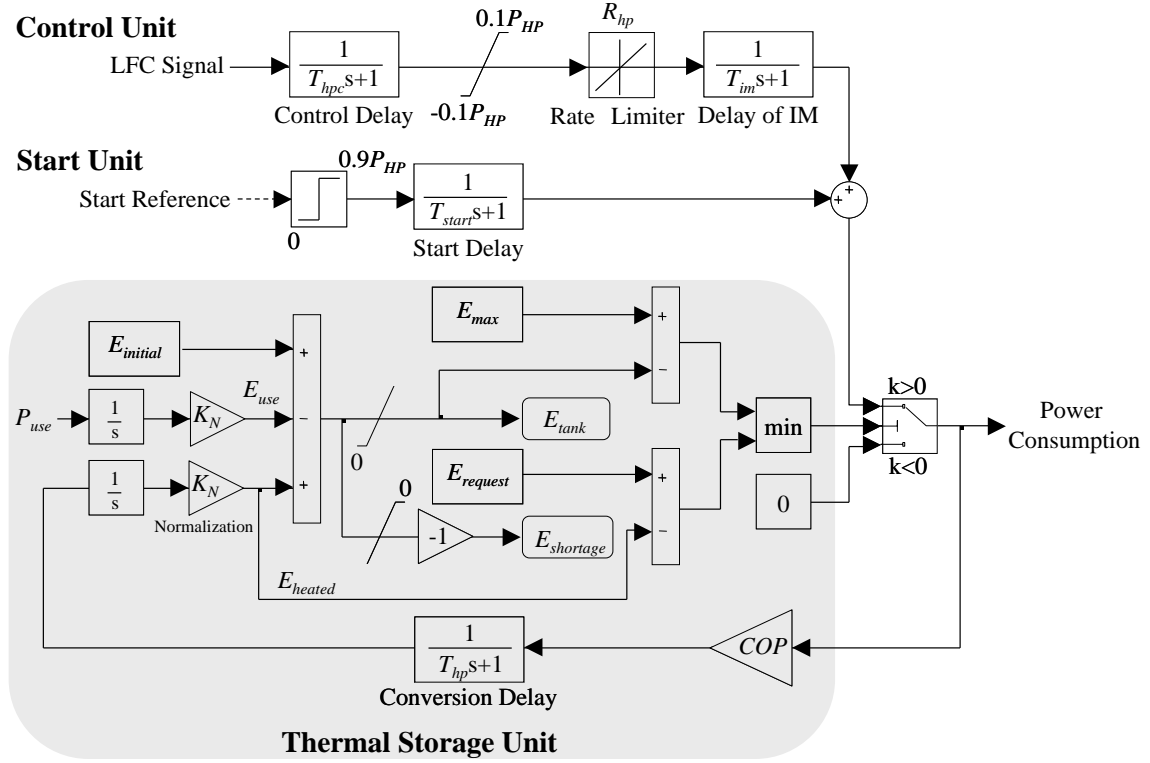 Control Unit
LFC Signal
1
T_hpc s+1
Control Delay
0.1P_HP
-0.1P_HP
R_hp
Rate Limiter
1
T_im s+1
Delay of IM
Start Unit
Start Reference
0.9P_HP
0
1
T_start s+1
Start Delay
+
+
E_initial
P_use
1
s
K_N
E_use
+
−
+
1
s
K_N
Normalization
0
0
-1
E_max
E_tank
E_request
E_shortage
E_heated
+
−
+
−
min
0
k>0
k<0
Power
Consumption
COP
1
T_hp s+1
Conversion Delay
Thermal Storage Unit